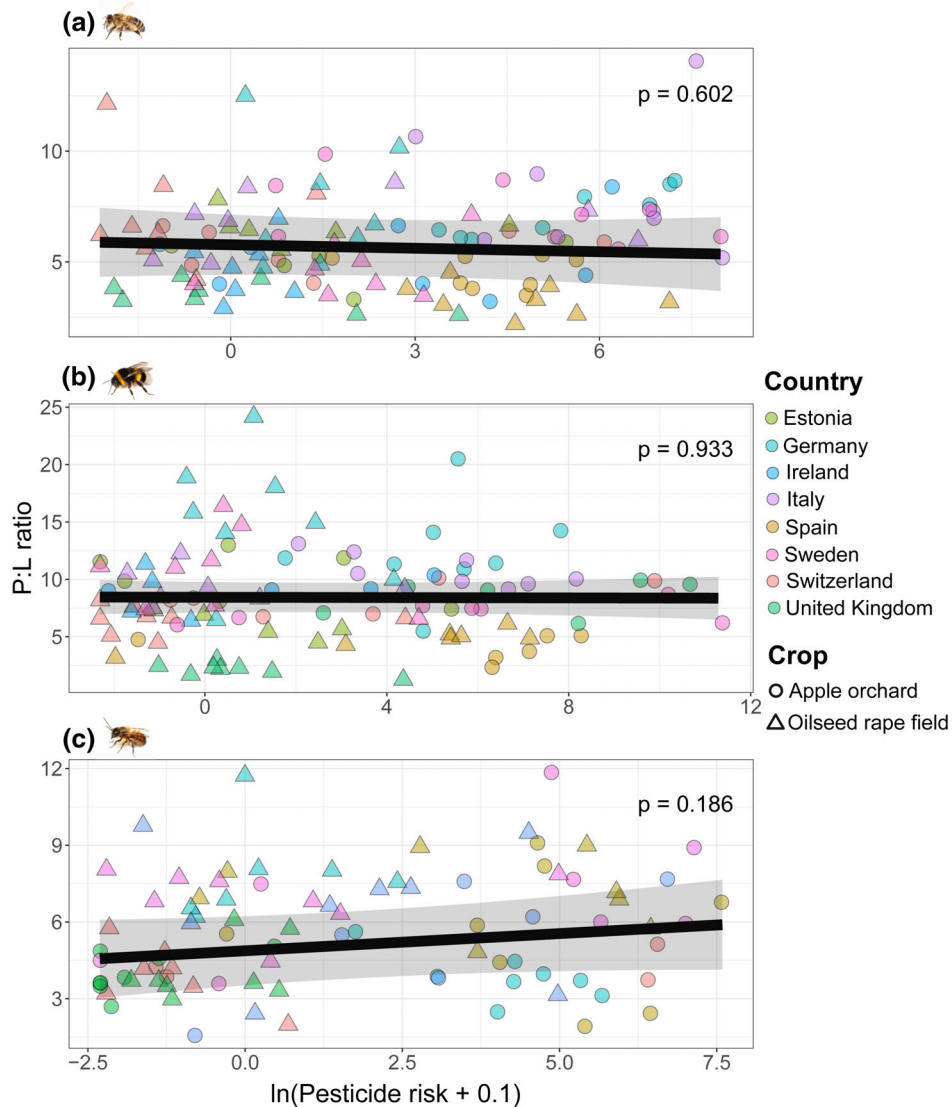 (a)
p = 0.602
10
5
0 3 6
(b)
p = 0.933
25
20
15
10
5
0 4 8 12
P:L ratio
(c)
p = 0.186
12
9
6
3
−2.5 0.0 2.5 5.0 7.5
ln(Pesticide risk + 0.1)
Country
Estonia
Germany
Ireland
Italy
Spain
Sweden
Switzerland
United Kingdom
Crop
Apple orchard
Oilseed rape field